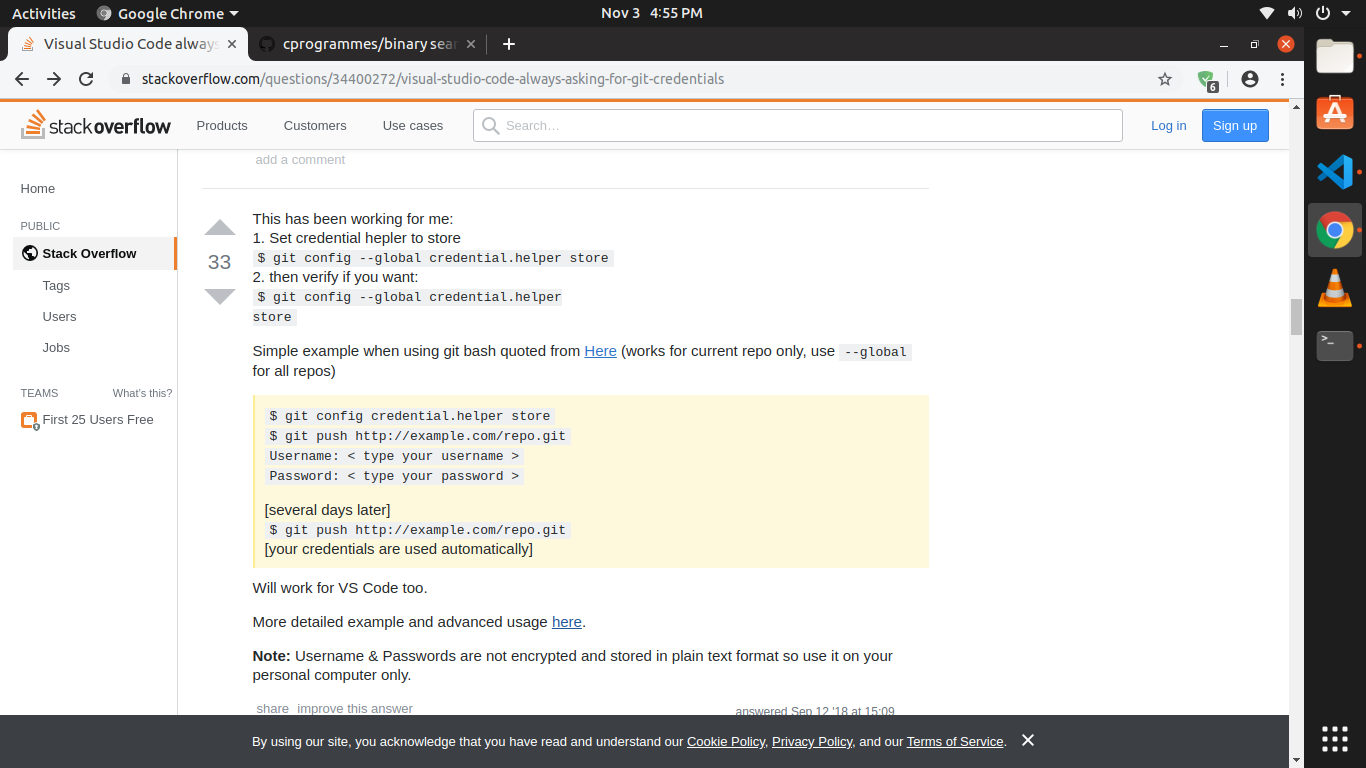 Activities Google Chrome Nov 3 4:55 PM
Visual Studio Code always cprogrammes/binary sear
stackoverflow.com/questions/34400272/visual-studio-code-always-asking-for-git-credentials
6
stackoverflow Products Customers Use cases Search… Log in Sign up
add a comment
Home
PUBLIC
Stack Overflow
Tags
Users
Jobs
TEAMS What's this?
First 25 Users Free
33
This has been working for me:
1. Set credential hepler to store
$ git config --global credential.helper store
2. then verify if you want:
$ git config --global credential.helper
store
Simple example when using git bash quoted from Here (works for current repo only, use --global
for all repos)
$ git config credential.helper store
$ git push http://example.com/repo.git
Username: < type your username >
Password: < type your password >
[several days later]
$ git push http://example.com/repo.git
[your credentials are used automatically]
Will work for VS Code too.
More detailed example and advanced usage here.
Note: Username & Passwords are not encrypted and stored in plain text format so use it on your
personal computer only.
share improve this answer answered Sep 12 '18 at 15:09
By using our site, you acknowledge that you have read and understand our Cookie Policy, Privacy Policy, and our Terms of Service.